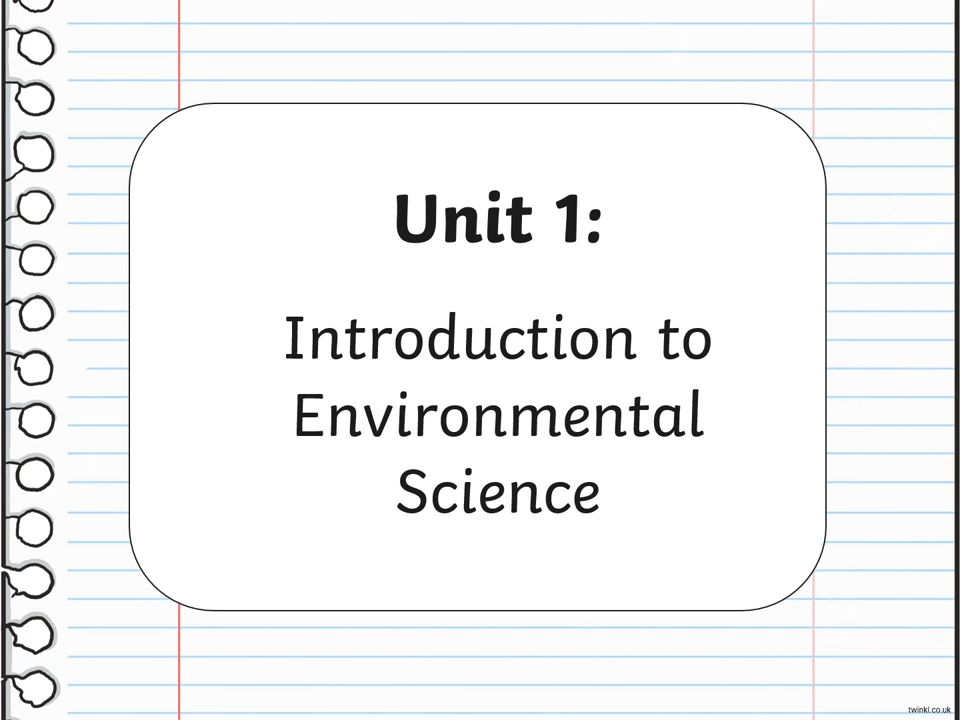 Unit 1:
Introduction to
Environmental
Science
twinkl.co.uk